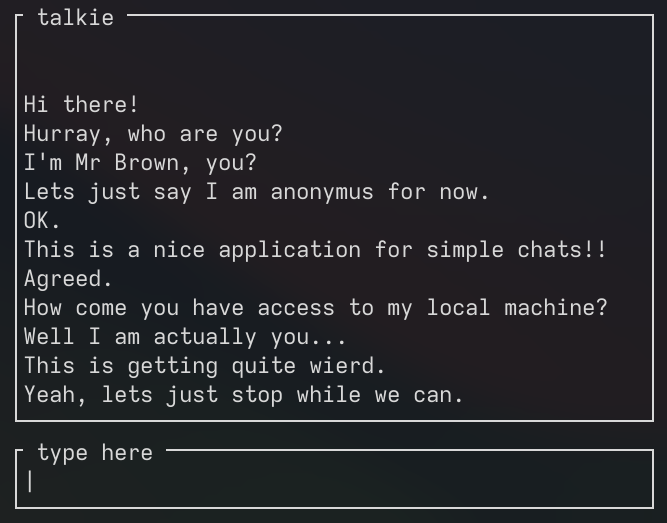 talkie
Hi there!
Hurray, who are you?
I'm Mr Brown, you?
Lets just say I am anonymus for now.
OK.
This is a nice application for simple chats!!
Agreed.
How come you have access to my local machine?
Well I am actually you...
This is getting quite wierd.
Yeah, lets just stop while we can.
type here